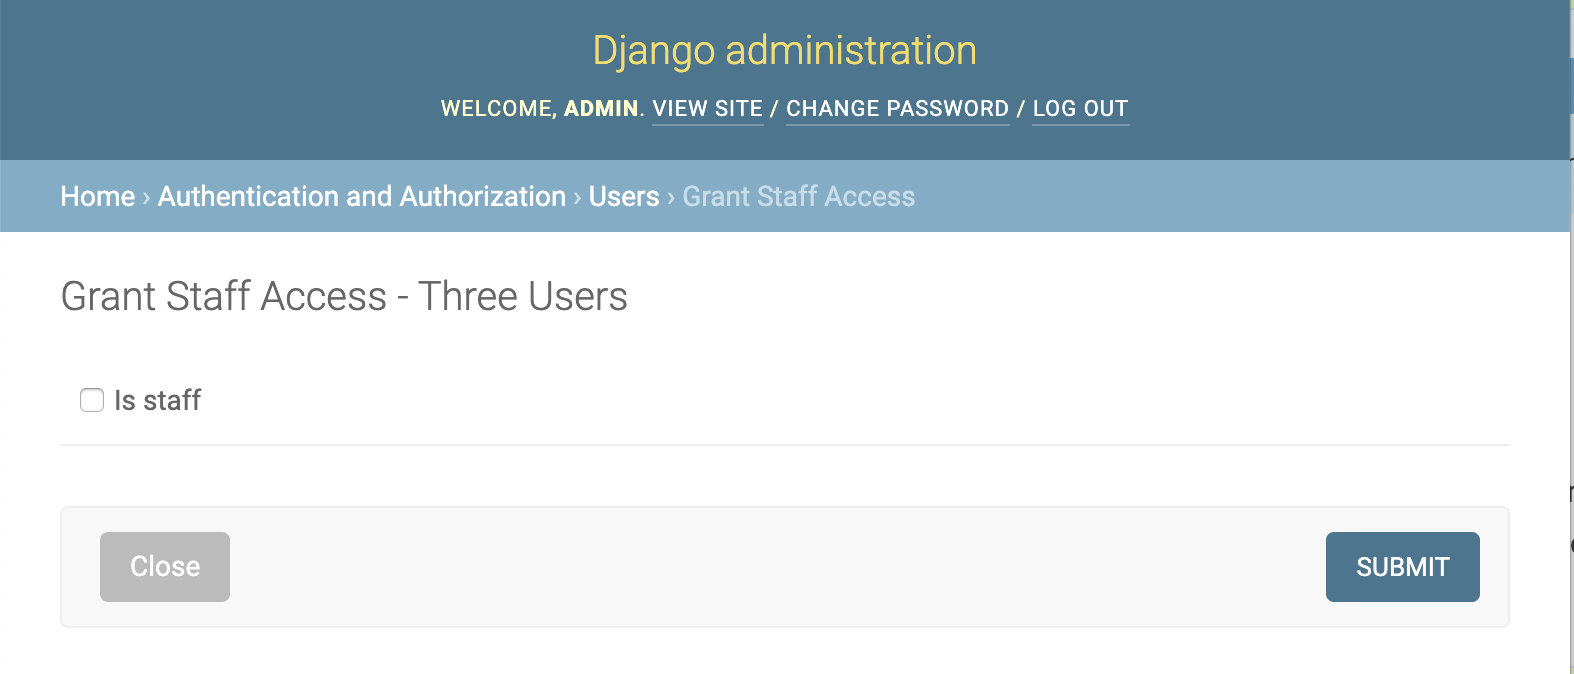 Django administration
WELCOME, ADMIN. VIEW SITE / CHANGE PASSWORD / LOG OUT
Home › Authentication and Authorization › Users › Grant Staff Access
Grant Staff Access - Three Users
Is staff
Close
SUBMIT